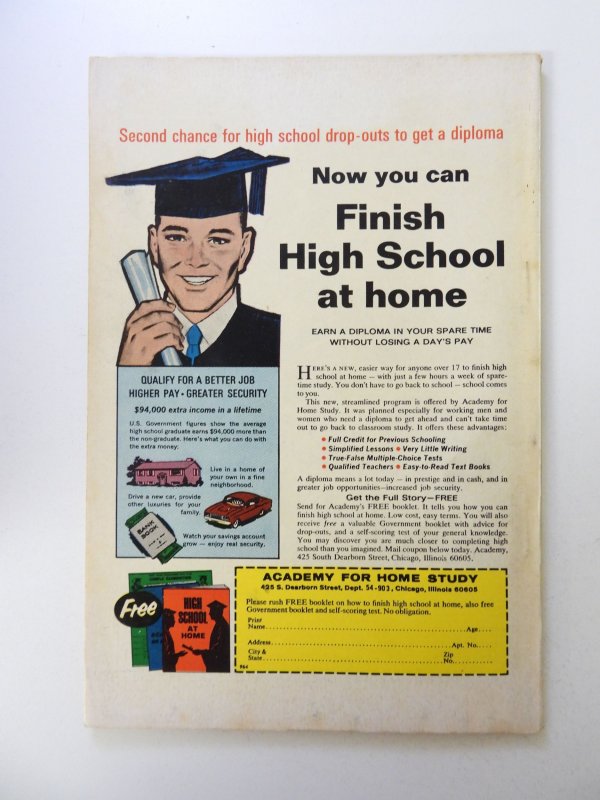 Second chance for high school drop-outs to get a diploma
Now you can
Finish
High School
at home
EARN A DIPLOMA IN YOUR SPARE TIME
WITHOUT LOSING A DAY'S PAY
QUALIFY FOR A BETTER JOB
HIGHER PAY · GREATER SECURITY
$94,000 extra income in a lifetime
U.S. Government figures show the average
high school graduate earns $94,000 more than
the non-graduate. Here's what you can do with
the extra money:
Live in a home of
your own in a fine
neighborhood.
Drive a new car, provide
other luxuries for your
family.
BANK
BOOK
Watch your savings account
grow — enjoy real security.
HERE'S A NEW, easier way for anyone over 17 to finish high
school at home — with just a few hours a week of spare-
time study. You don't have to go back to school — school comes
to you.
This new, streamlined program is offered by Academy for
Home Study. It was planned especially for working men and
women who need a diploma to get ahead and can't take time
out to go back to classroom study. It offers these advantages:
• Full Credit for Previous Schooling
• Simplified Lessons • Very Little Writing
• True-False Multiple-Choice Tests
• Qualified Teachers • Easy-to-Read Text Books
A diploma means a lot today — in prestige and in cash, and in
greater job opportunities—increased job security.
Get the Full Story—FREE
Send for Academy's FREE booklet. It tells you how you can
finish high school at home. Low cost, easy terms. You will also
receive free a valuable Government booklet with advice for
drop-outs, and a self-scoring test of your general knowledge.
You may discover you are much closer to completing high
school than you imagined. Mail coupon below today. Academy,
425 South Dearborn Street, Chicago, Illinois 60605.
Free
HIGH
SCHOOL
AT
HOME
ACADEMY FOR HOME STUDY
425 S. Dearborn Street, Dept. 54-903, Chicago, Illinois 60605
Please rush FREE booklet on how to finish high school at home, also free
Government booklet and self-scoring test. No obligation.
Print
Name Age
Address Apt. No.
City & Zip
State No.
964